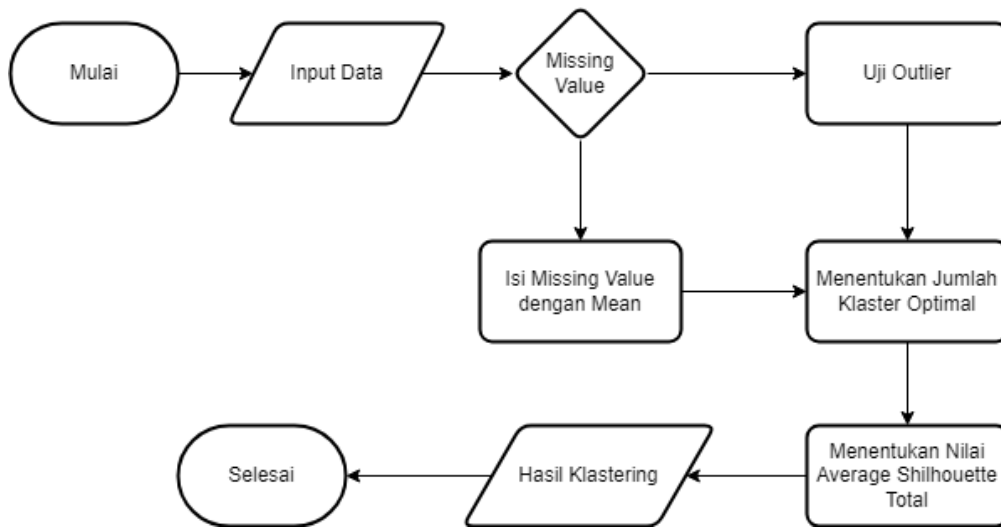 Mulai
Input Data
Missing
Value
Uji Outlier
Isi Missing Value
dengan Mean
Menentukan Jumlah
Klaster Optimal
Selesai
Hasil Klastering
Menentukan Nilai
Average Shilhouette
Total